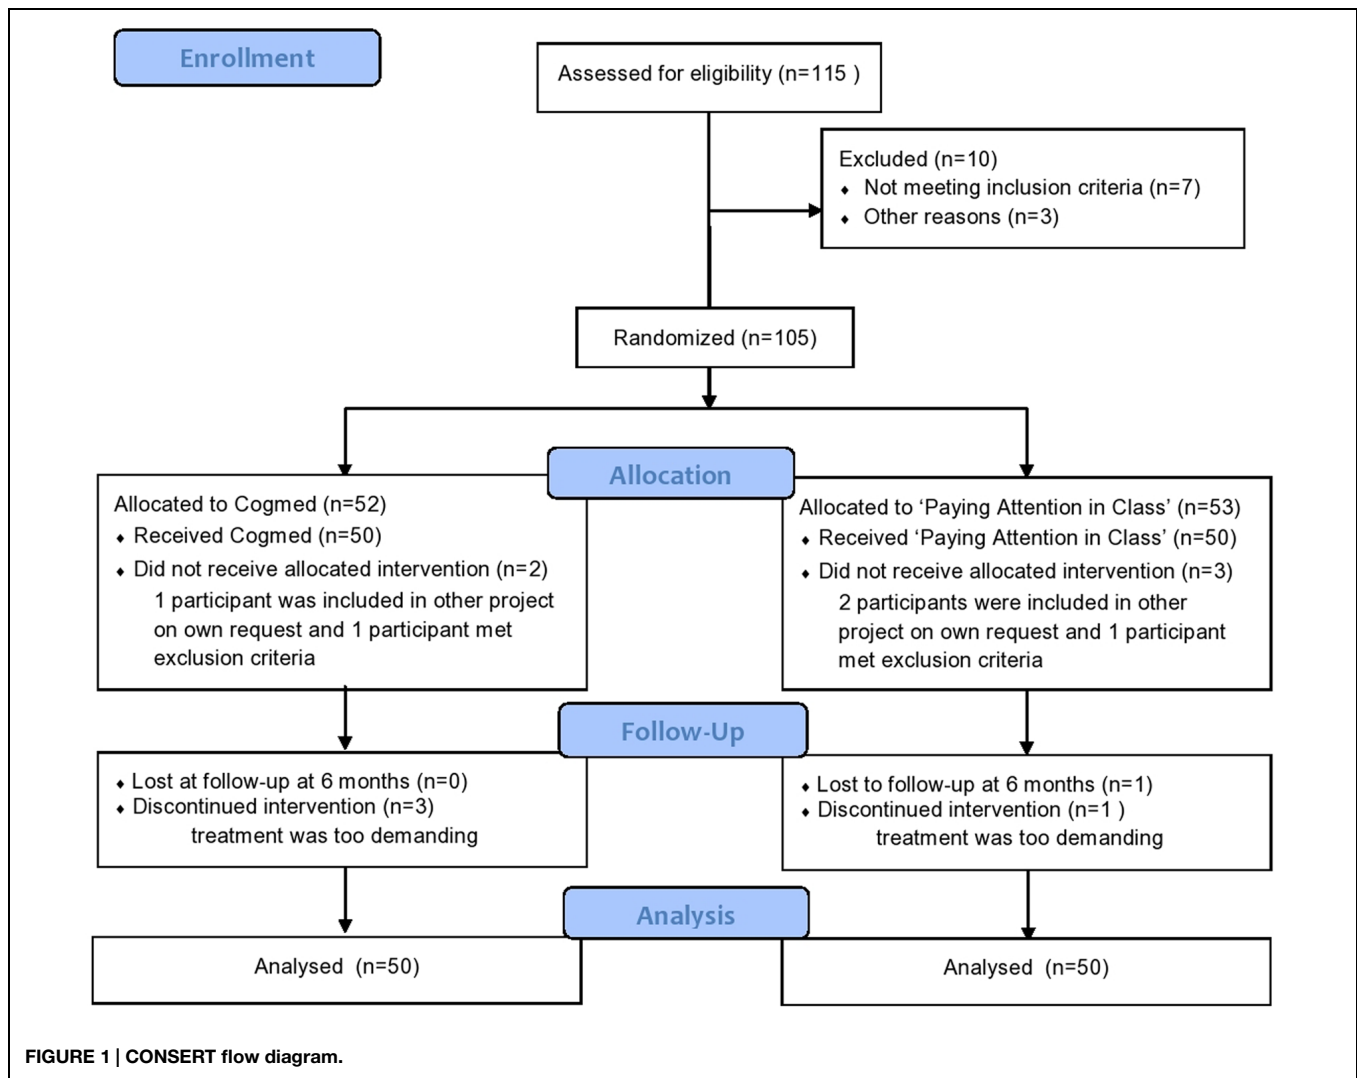 Enrollment
Assessed for eligibility (n=115 )
Excluded (n=10)
⬧ Not meeting inclusion criteria (n=7)
⬧ Other reasons (n=3)
Randomized (n=105)
Allocation
Allocated to Cogmed (n=52)
⬧ Received Cogmed (n=50)
⬧ Did not receive allocated intervention (n=2)
1 participant was included in other project
on own request and 1 participant met
exclusion criteria
Allocated to ‘Paying Attention in Class’ (n=53)
⬧ Received ‘Paying Attention in Class’ (n=50)
⬧ Did not receive allocated intervention (n=3)
2 participants were included in other
project on own request and 1 participant
met exclusion criteria
Follow-Up
⬧ Lost at follow-up at 6 months (n=0)
⬧ Discontinued intervention (n=3)
treatment was too demanding
⬧ Lost to follow-up at 6 months (n=1)
⬧ Discontinued intervention (n=1 )
treatment was too demanding
Analysis
Analysed (n=50)
Analysed (n=50)
FIGURE 1 | CONSERT flow diagram.